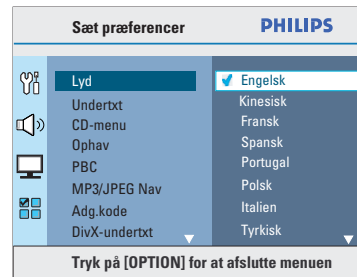 Sæt præferencer
PHILIPS
Lyd
Undertxt
CD-menu
Ophav
PBC
MP3/JPEG Nav
Adg.kode
DivX-undertxt
Engelsk
Kinesisk
Fransk
Spansk
Portugal
Polsk
Italien
Tyrkisk
Tryk på [OPTION] for at afslutte menuen